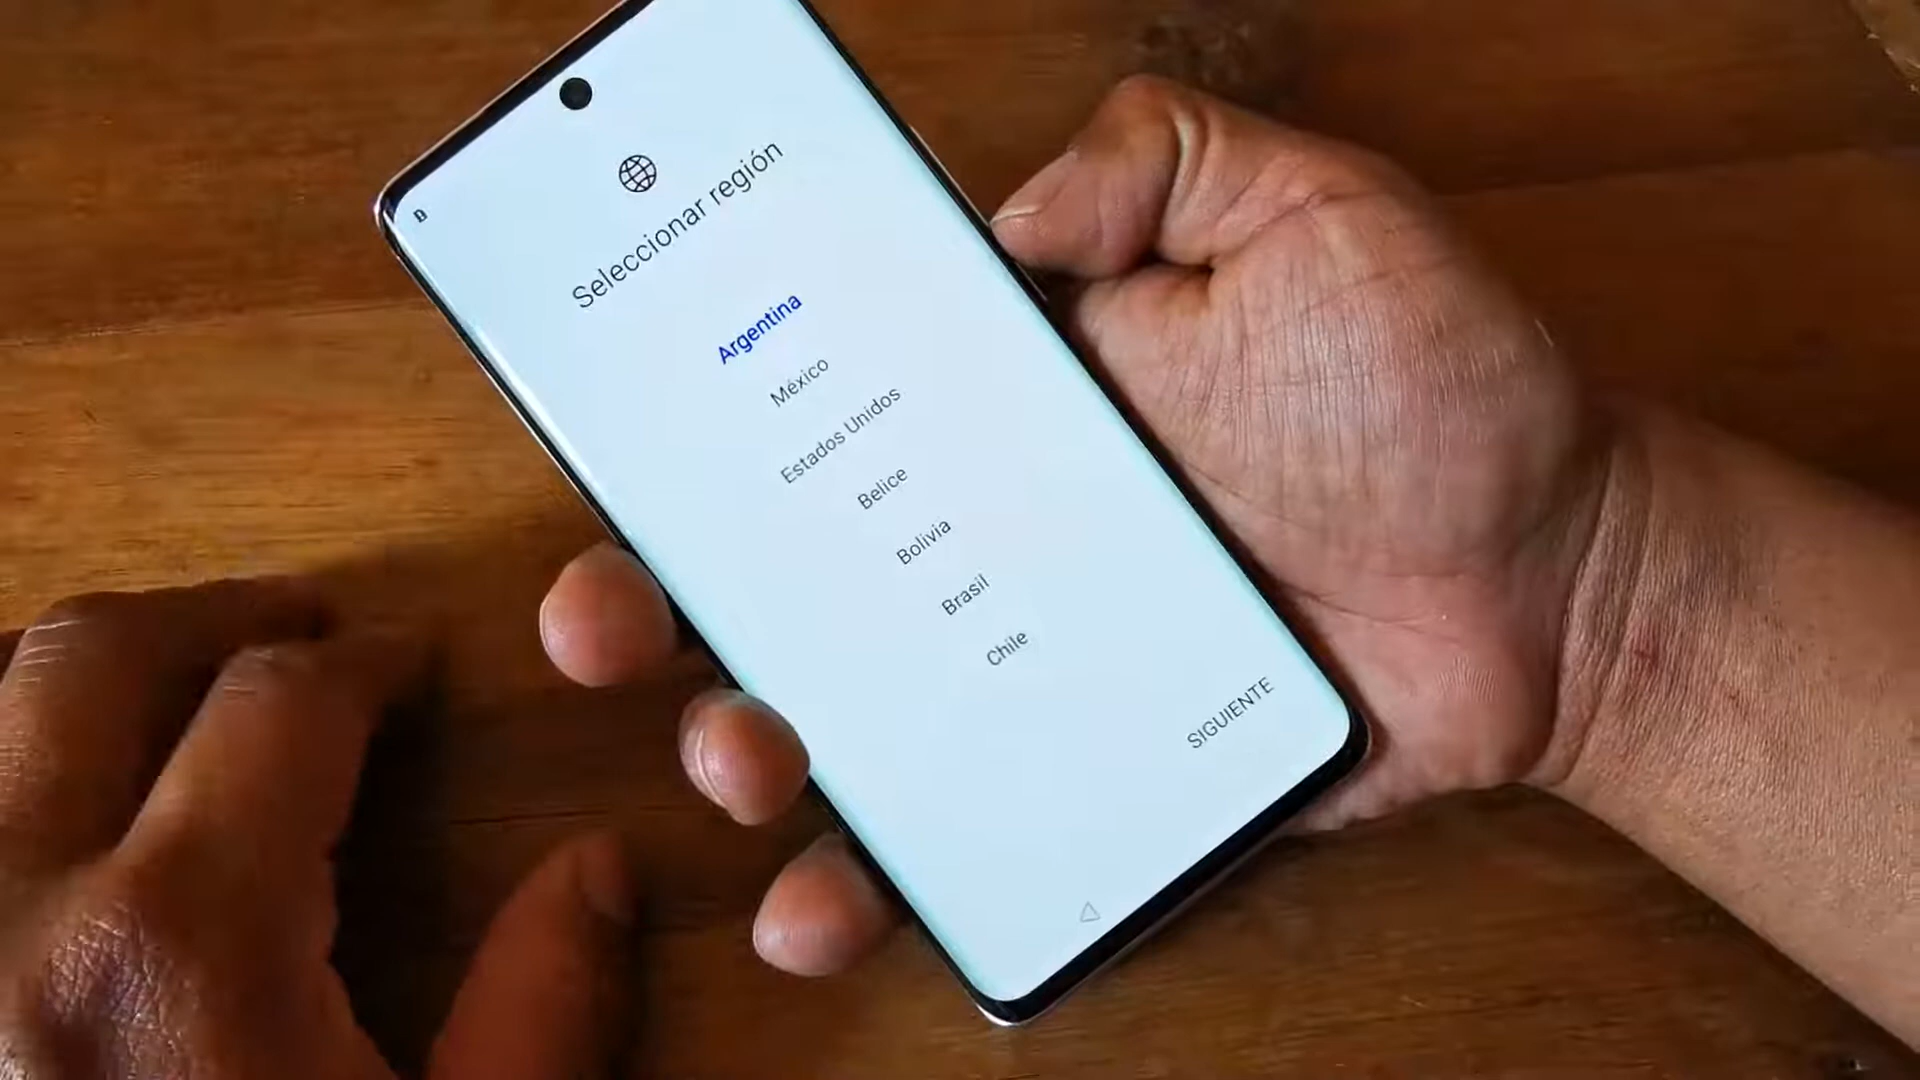 Seleccionar región
Argentina
México
Estados Unidos
Belice
Bolivia
Brasil
Chile
SIGUIENTE